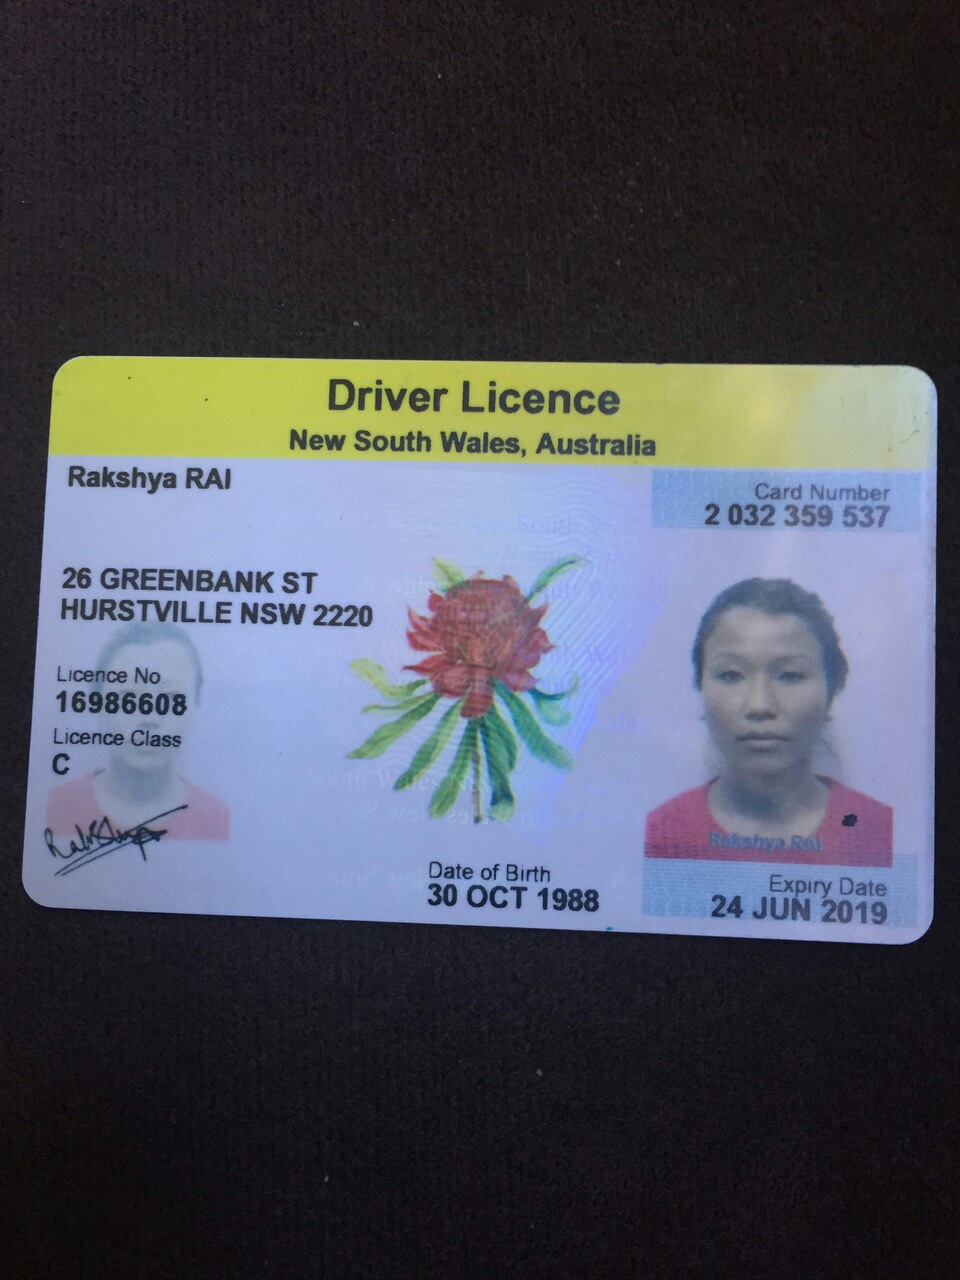 Driver Licence
New South Wales, Australia
Rakshya RAI
Card Number
2 032 359 537
26 GREENBANK ST
HURSTVILLE NSW 2220
Licence No
16986608
Licence Class
C
Rakshya RAI
Date of Birth
30 OCT 1988
Expiry Date
24 JUN 2019